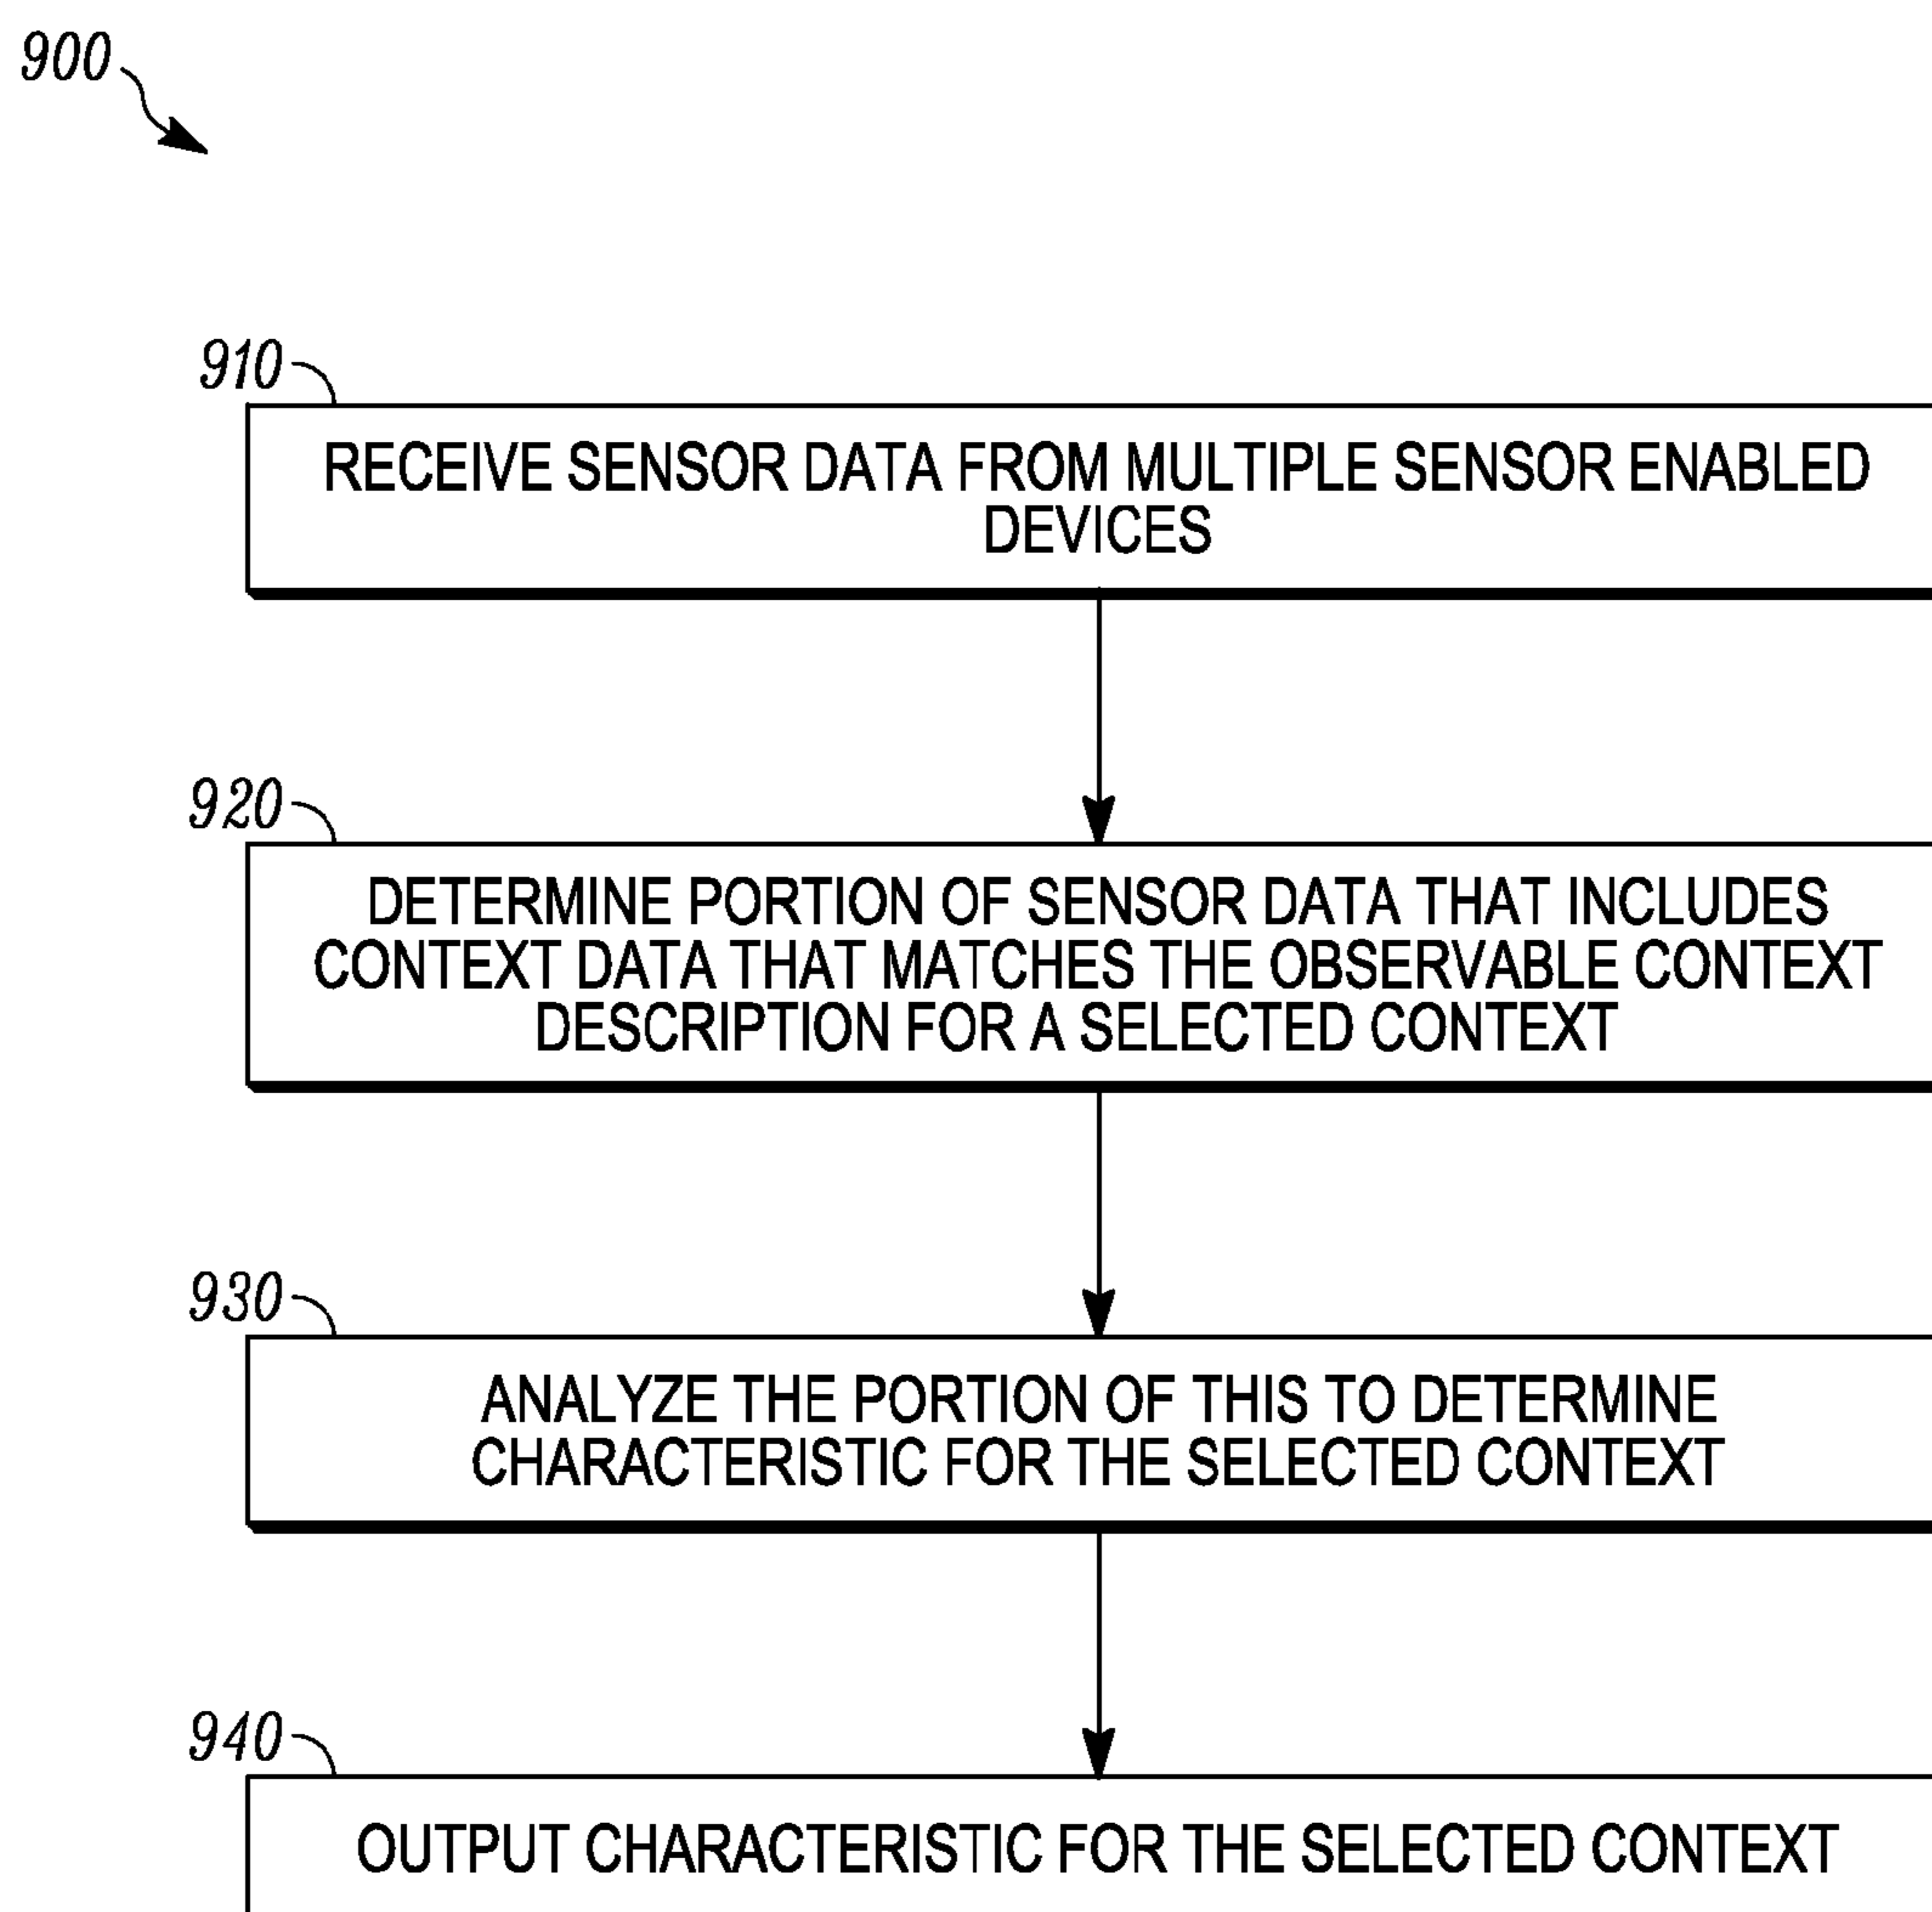 900
910
RECEIVE SENSOR DATA FROM MULTIPLE SENSOR ENABLED
DEVICES
920
DETERMINE PORTION OF SENSOR DATA THAT INCLUDES
CONTEXT DATA THAT MATCHES THE OBSERVABLE CONTEXT
DESCRIPTION FOR A SELECTED CONTEXT
930
ANALYZE THE PORTION OF THIS TO DETERMINE
CHARACTERISTIC FOR THE SELECTED CONTEXT
940
OUTPUT CHARACTERISTIC FOR THE SELECTED CONTEXT